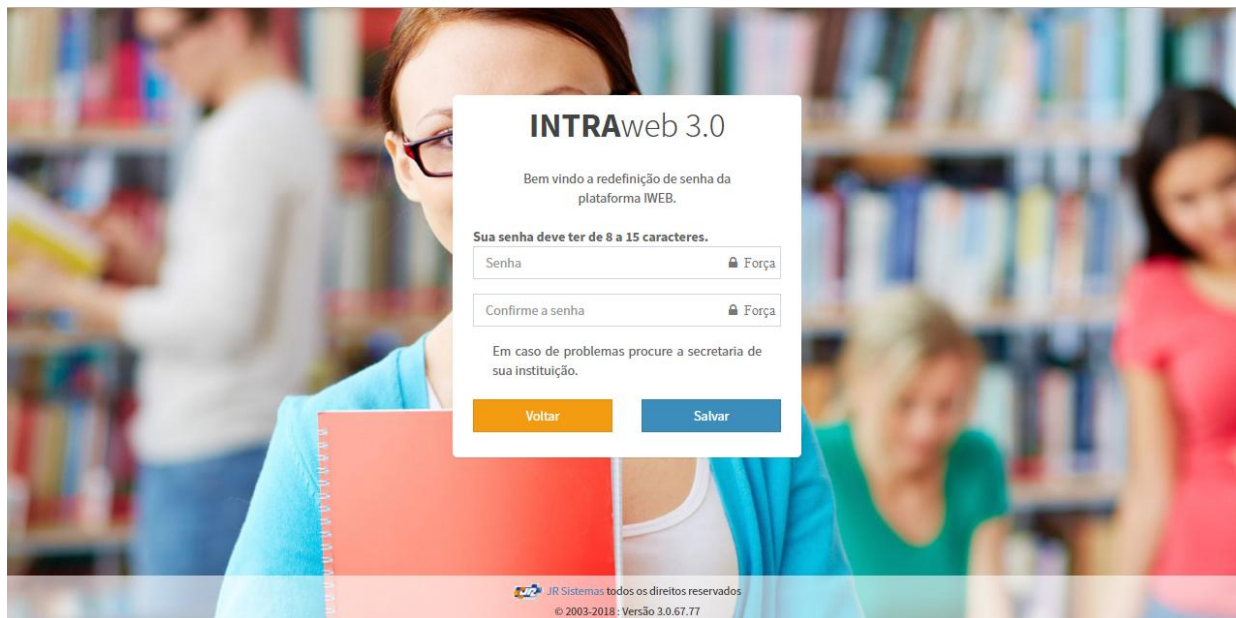 INTRAweb 3.0
Bem vindo a redefinição de senha da
plataforma IWEB.
Sua senha deve ter de 8 a 15 caracteres.
Senha Força
Confirme a senha Força
Em caso de problemas procure a secretaria de
sua instituição.
Voltar Salvar
JR JR Sistemas todos os direitos reservados
© 2003-2018 : Versão 3.0.67.77